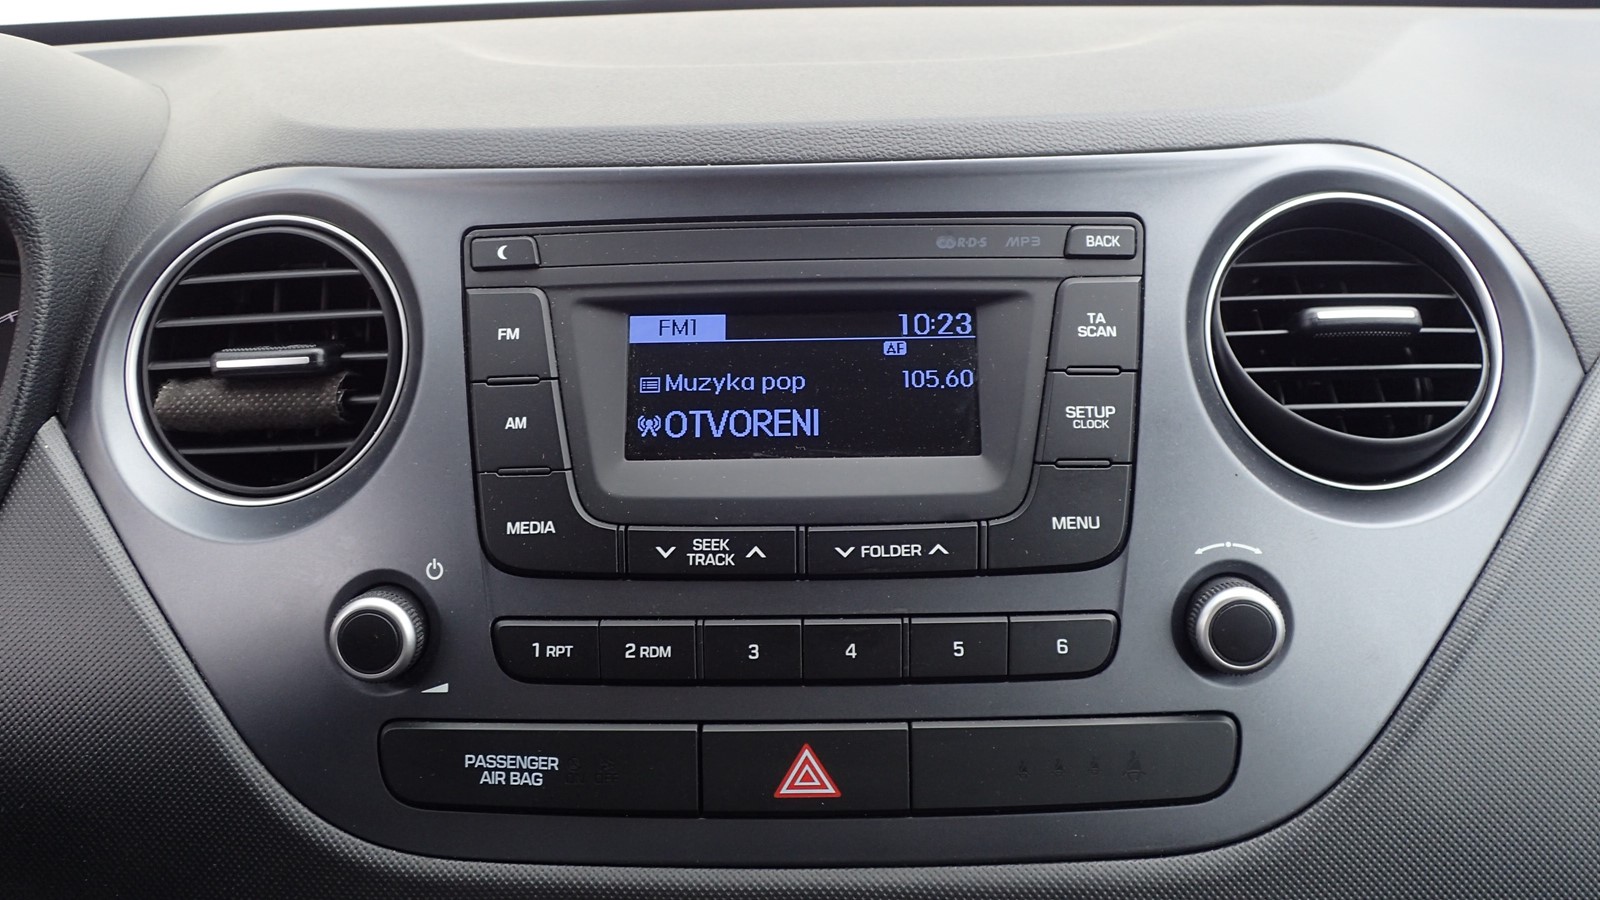 R·D·S MP3 BACK
FM
AM
MEDIA
FM1 10:23
AF
Muzyka pop 105.60
OTVORENI
TA
SCAN
SETUP
CLOCK
MENU
SEEK
TRACK
FOLDER
1 RPT 2 RDM 3 4 5 6
PASSENGER
AIR BAG